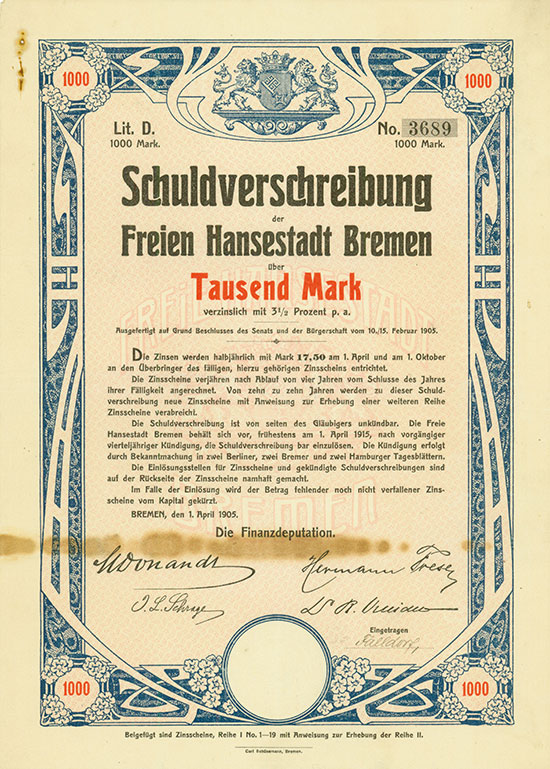 1000 1000
Lit. D. No. 3689
1000 Mark. 1000 Mark.
Schuldverschreibung
der
Freien Hansestadt Bremen
über
Tausend Mark
verzinslich mit 3½ Prozent p. a.
Ausgefertigt auf Grund Beschlusses des Senats und der Bürgerschaft vom 10./15. Februar 1905.
Die Zinsen werden halbjährlich mit Mark 17,50 am 1. April und am 1. Oktober
an den Überbringer des fälligen, hierzu gehörigen Zinsscheins entrichtet.
Die Zinsscheine verjähren nach Ablauf von vier Jahren vom Schlusse des Jahres
ihrer Fälligkeit angerechnet. Von zehn zu zehn Jahren werden zu dieser Schuld-
verschreibung neue Zinsscheine mit Anweisung zur Erhebung einer weiteren Reihe
Zinsscheine verabreicht.
Die Schuldverschreibung ist von seiten des Gläubigers unkündbar. Die Freie
Hansestadt Bremen behält sich vor, frühestens am 1. April 1915, nach vorgängiger
vierteljähriger Kündigung, die Schuldverschreibung bar einzulösen. Die Kündigung erfolgt
durch Bekanntmachung in zwei Berliner, zwei Bremer und zwei Hamburger Tagesblättern.
Die Einlösungsstellen für Zinsscheine und gekündigte Schuldverschreibungen sind
auf der Rückseite der Zinsscheine namhaft gemacht.
Im Falle der Einlösung wird der Betrag fehlender noch nicht verfallener Zins-
scheine vom Kapital gekürzt.
BREMEN, den 1. April 1905.
Die Finanzdeputation.
Donandt Hermann Frese
J. L. Schrage Dr. R.
Eingetragen
Falldorf
1000 1000
Beigefügt sind Zinsscheine, Reihe I No. 1—19 mit Anweisung zur Erhebung der Reihe II.
Carl Bremen.